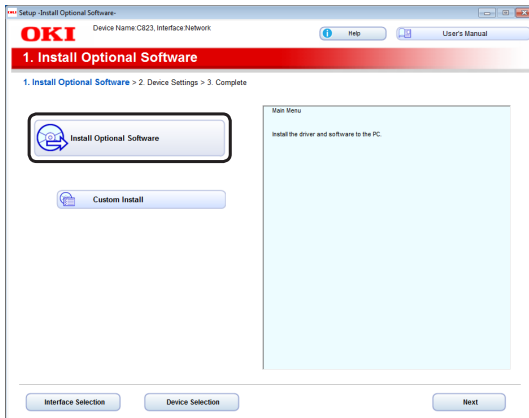 Setup -Install Optional Software-
OKI
Device Name:C823, Interface:Network
Help
User's Manual
1. Install Optional Software
1. Install Optional Software > 2. Device Settings > 3. Complete
Install Optional Software
Custom Install
Main Menu
Install the driver and software to the PC.
Interface Selection
Device Selection
Next